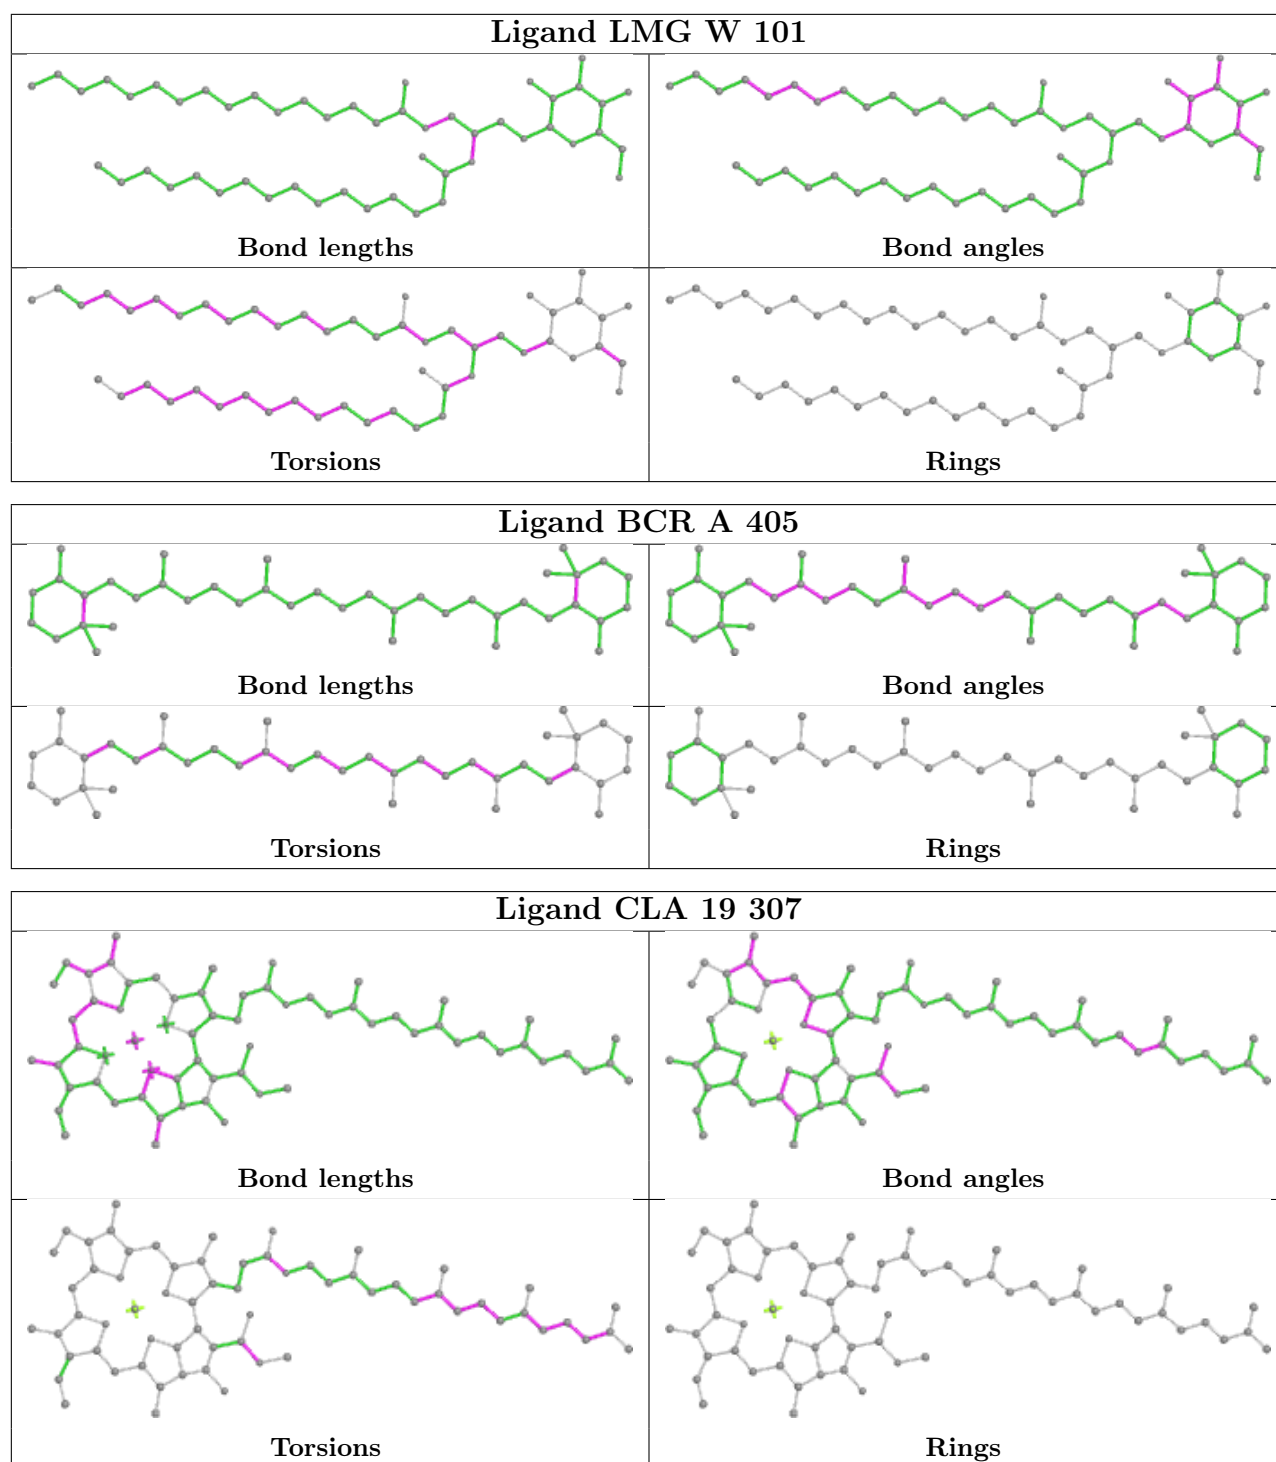 Ligand LMG W 101
Bond lengths
Bond angles
Torsions
Rings
Ligand BCR A 405
Bond lengths
Bond angles
Torsions
Rings
Ligand CLA 19 307
Bond lengths
Bond angles
Torsions
Rings